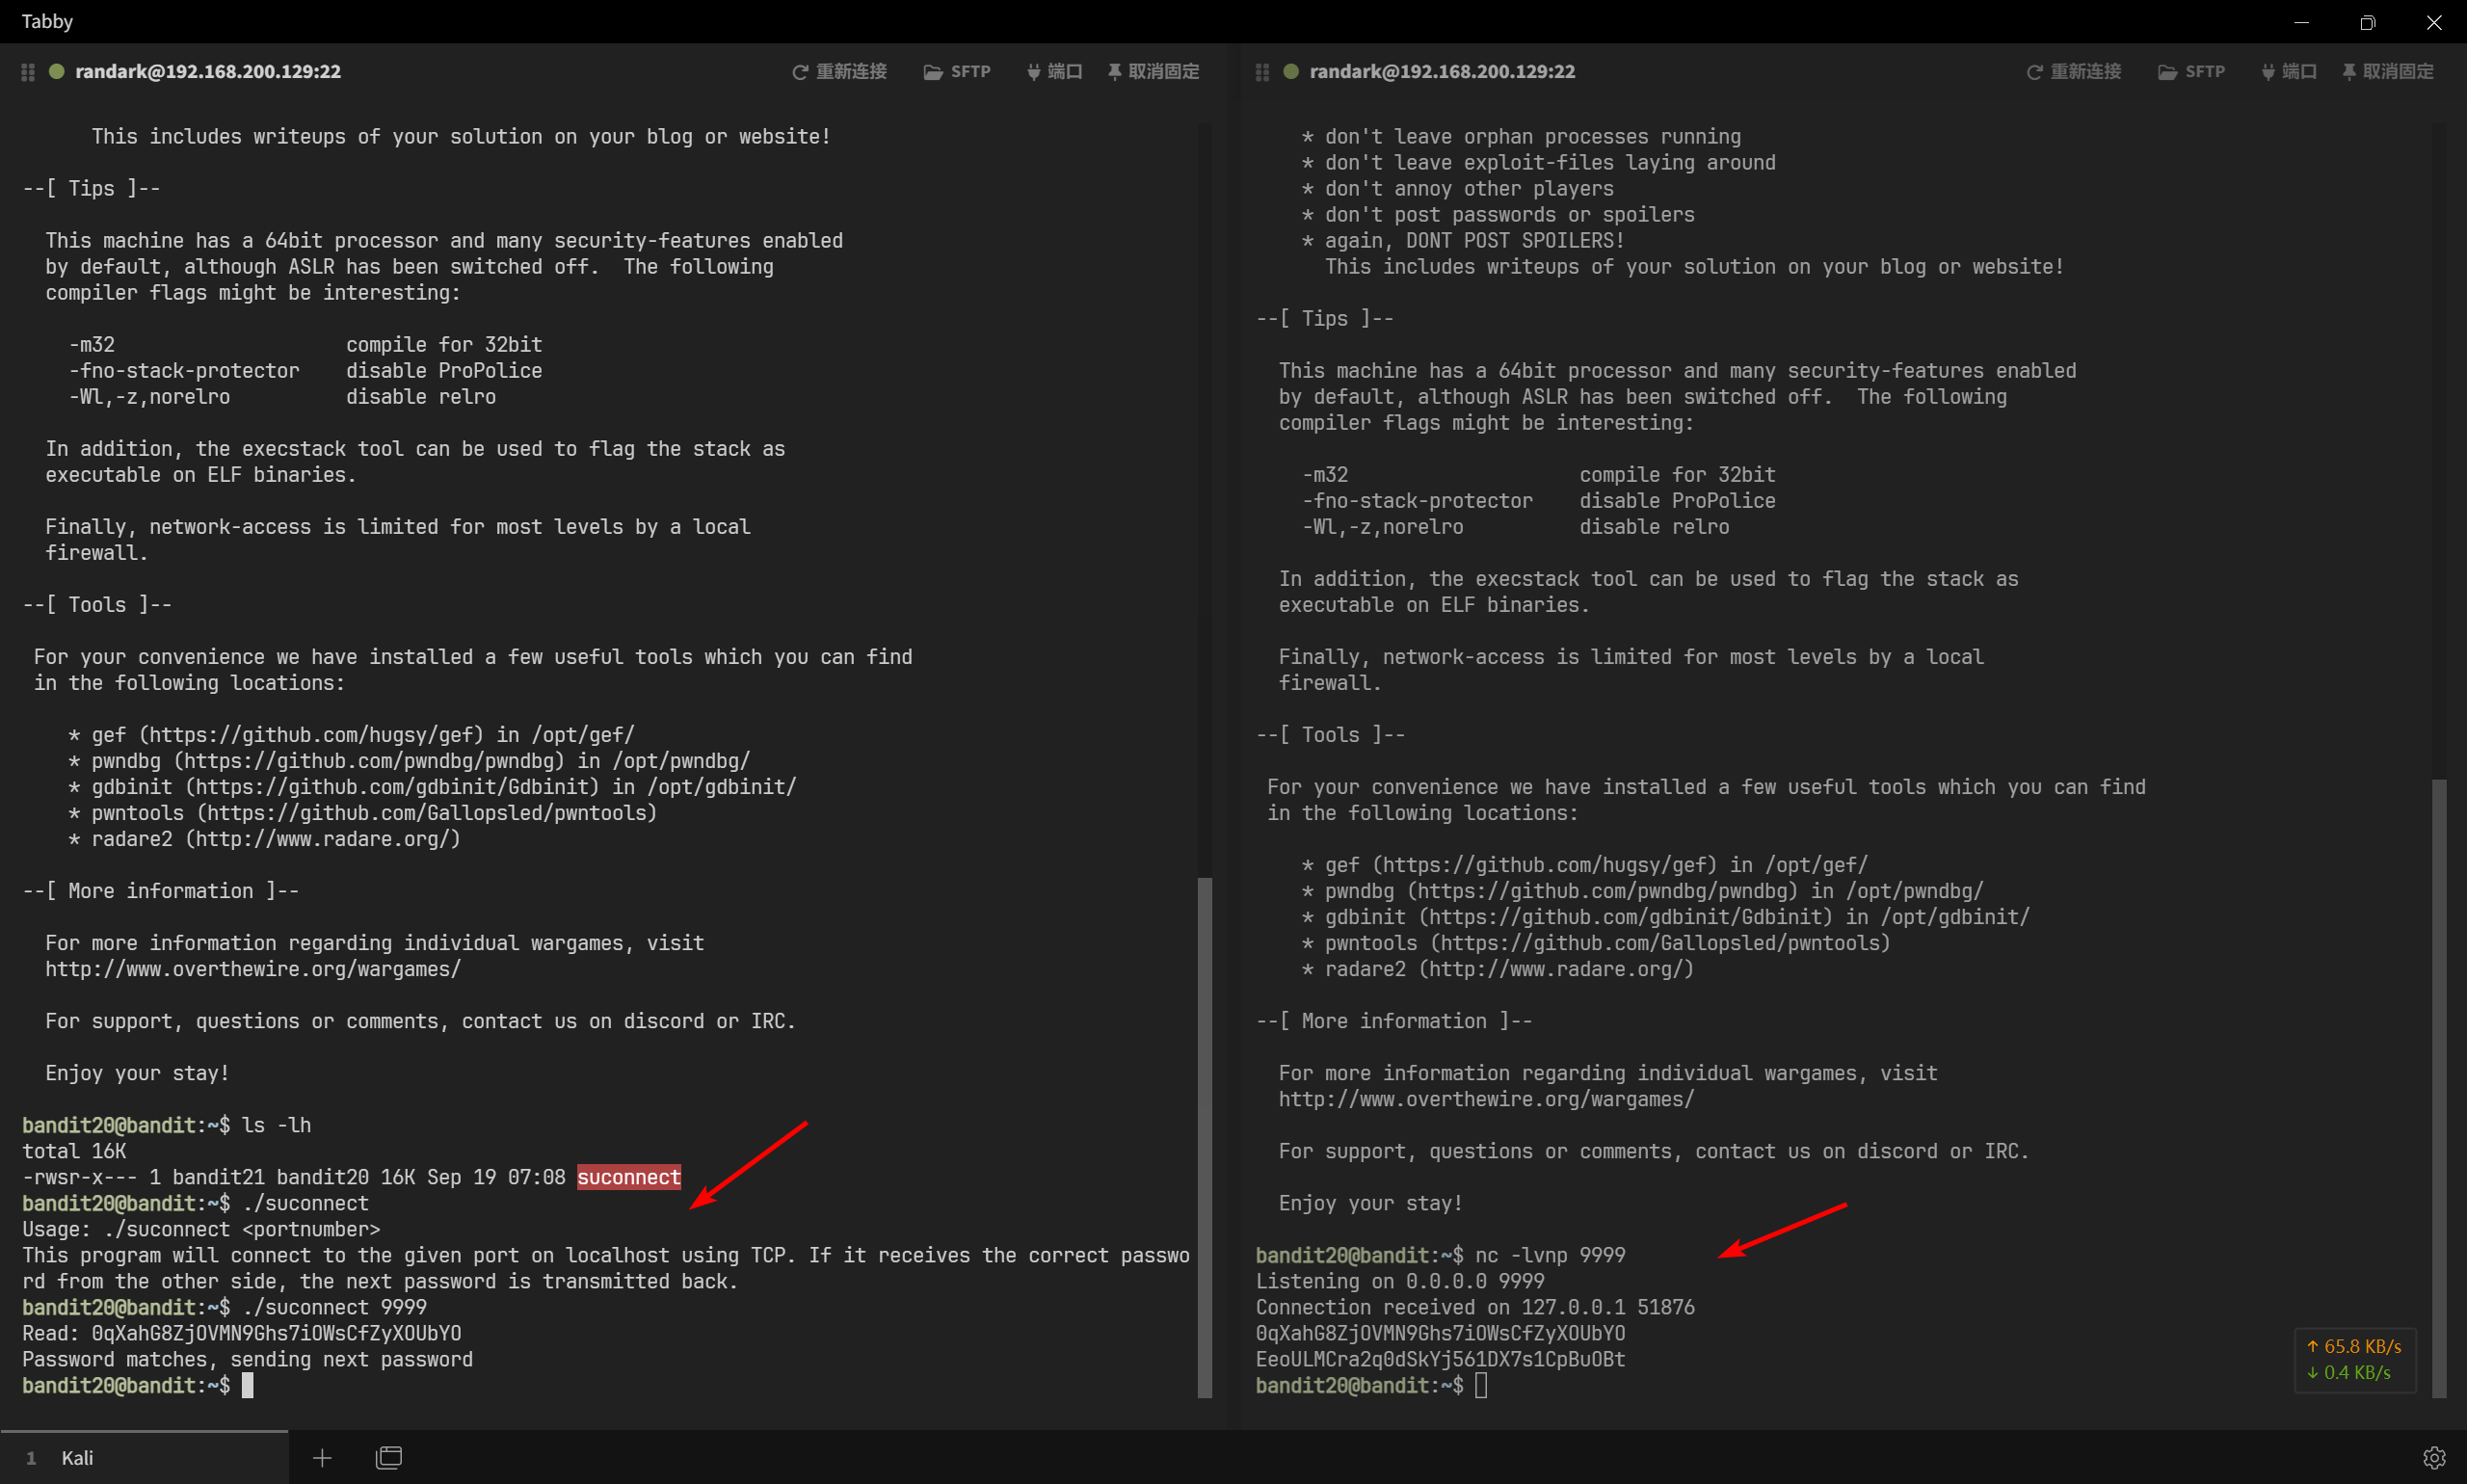 Tabby
randark@192.168.200.129:22
重新连接 SFTP 端口 取消固定
This includes writeups of your solution on your blog or website!
--[ Tips ]--
This machine has a 64bit processor and many security-features enabled
by default, although ASLR has been switched off.  The following
compiler flags might be interesting:
-m32                    compile for 32bit
-fno-stack-protector    disable ProPolice
-Wl,-z,norelro          disable relro
In addition, the execstack tool can be used to flag the stack as
executable on ELF binaries.
Finally, network-access is limited for most levels by a local
firewall.
--[ Tools ]--
For your convenience we have installed a few useful tools which you can find
in the following locations:
* gef (https://github.com/hugsy/gef) in /opt/gef/
* pwndbg (https://github.com/pwndbg/pwndbg) in /opt/pwndbg/
* gdbinit (https://github.com/gdbinit/Gdbinit) in /opt/gdbinit/
* pwntools (https://github.com/Gallopsled/pwntools)
* radare2 (http://www.radare.org/)
--[ More information ]--
For more information regarding individual wargames, visit
http://www.overthewire.org/wargames/
For support, questions or comments, contact us on discord or IRC.
Enjoy your stay!
bandit20@bandit:~$ ls -lh
total 16K
-rwsr-x--- 1 bandit21 bandit20 16K Sep 19 07:08 suconnect
bandit20@bandit:~$ ./suconnect
Usage: ./suconnect <portnumber>
This program will connect to the given port on localhost using TCP. If it receives the correct passwo
rd from the other side, the next password is transmitted back.
bandit20@bandit:~$ ./suconnect 9999
Read: 0qXahG8ZjOVMN9Ghs7iOWsCfZyXOUbYO
Password matches, sending next password
bandit20@bandit:~$
randark@192.168.200.129:22
重新连接 SFTP 端口 取消固定
* don't leave orphan processes running
* don't leave exploit-files laying around
* don't annoy other players
* don't post passwords or spoilers
* again, DONT POST SPOILERS!
This includes writeups of your solution on your blog or website!
--[ Tips ]--
This machine has a 64bit processor and many security-features enabled
by default, although ASLR has been switched off.  The following
compiler flags might be interesting:
-m32                    compile for 32bit
-fno-stack-protector    disable ProPolice
-Wl,-z,norelro          disable relro
In addition, the execstack tool can be used to flag the stack as
executable on ELF binaries.
Finally, network-access is limited for most levels by a local
firewall.
--[ Tools ]--
For your convenience we have installed a few useful tools which you can find
in the following locations:
* gef (https://github.com/hugsy/gef) in /opt/gef/
* pwndbg (https://github.com/pwndbg/pwndbg) in /opt/pwndbg/
* gdbinit (https://github.com/gdbinit/Gdbinit) in /opt/gdbinit/
* pwntools (https://github.com/Gallopsled/pwntools)
* radare2 (http://www.radare.org/)
--[ More information ]--
For more information regarding individual wargames, visit
http://www.overthewire.org/wargames/
For support, questions or comments, contact us on discord or IRC.
Enjoy your stay!
bandit20@bandit:~$ nc -lvnp 9999
Listening on 0.0.0.0 9999
Connection received on 127.0.0.1 51876
0qXahG8ZjOVMN9Ghs7iOWsCfZyXOUbYO
EeoULMCra2q0dSkYj561DX7s1CpBuOBt
bandit20@bandit:~$
↑ 65.8 KB/s
↓ 0.4 KB/s
1 Kali